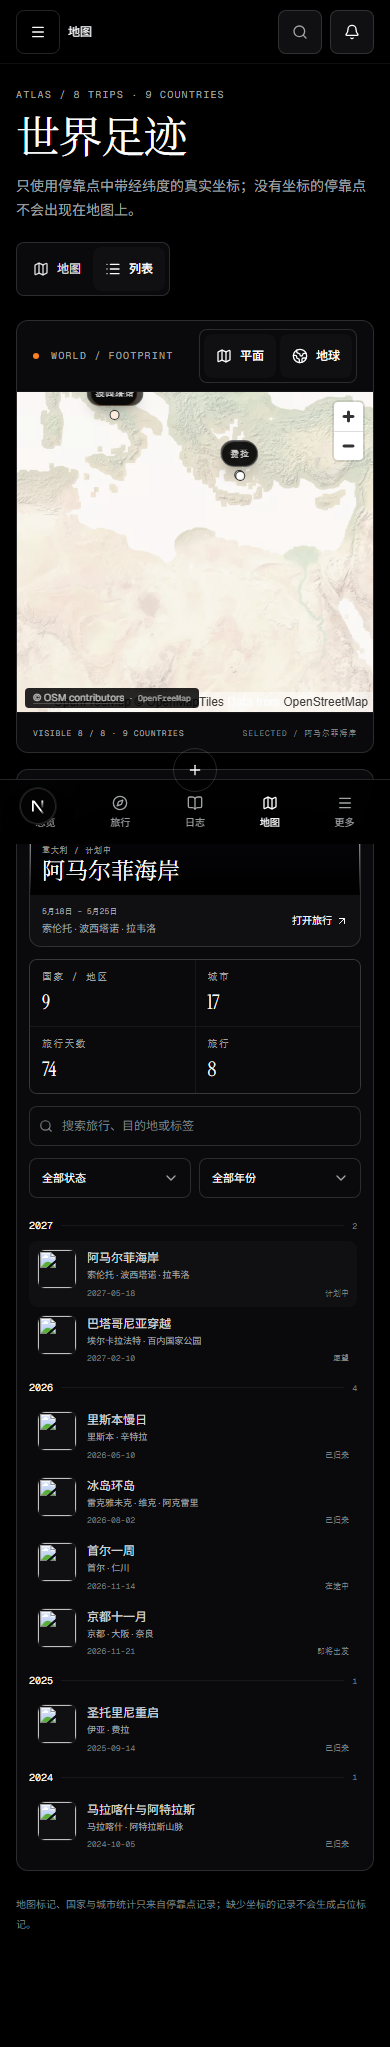 地图
ATLAS / 8 TRIPS · 9 COUNTRIES
世界足迹
只使用停靠点中带经纬度的真实坐标；没有坐标的停靠点
不会出现在地图上。
地图 列表
WORLD / FOOTPRINT 平面 地球
费拉
© OSM contributors · OpenFreeMap Tiles OpenStreetMap
VISIBLE 8 / 8 · 9 COUNTRIES SELECTED / 阿马尔菲海岸
N 旅行 日志 地图 更多
意大利 / 计划中
阿马尔菲海岸
5月18日 – 5月25日
索伦托 · 波西塔诺 · 拉韦洛
打开旅行
国家 / 地区 城市
9 17
旅行天数 旅行
74 8
搜索旅行、目的地或标签
全部状态 全部年份
2027 2
阿马尔菲海岸
索伦托 · 波西塔诺 · 拉韦洛
2027-05-18 计划中
巴塔哥尼亚穿越
埃尔卡拉法特 · 百内国家公园
2027-02-10 愿望
2026 4
里斯本慢日
里斯本 · 辛特拉
2026-05-10 已归来
冰岛环岛
雷克雅未克 · 维克 · 阿克雷里
2026-08-02 已归来
首尔一周
首尔 · 仁川
2026-11-14 在途中
京都十一月
京都 · 大阪 · 奈良
2026-11-21 即将出发
2025 1
圣托里尼重启
伊亚 · 费拉
2025-09-14 已归来
2024 1
马拉喀什与阿特拉斯
马拉喀什 · 阿特拉斯山脉
2024-10-05 已归来
地图标记、国家与城市统计只来自停靠点记录；缺少坐标的记录不会生成占位标
记。